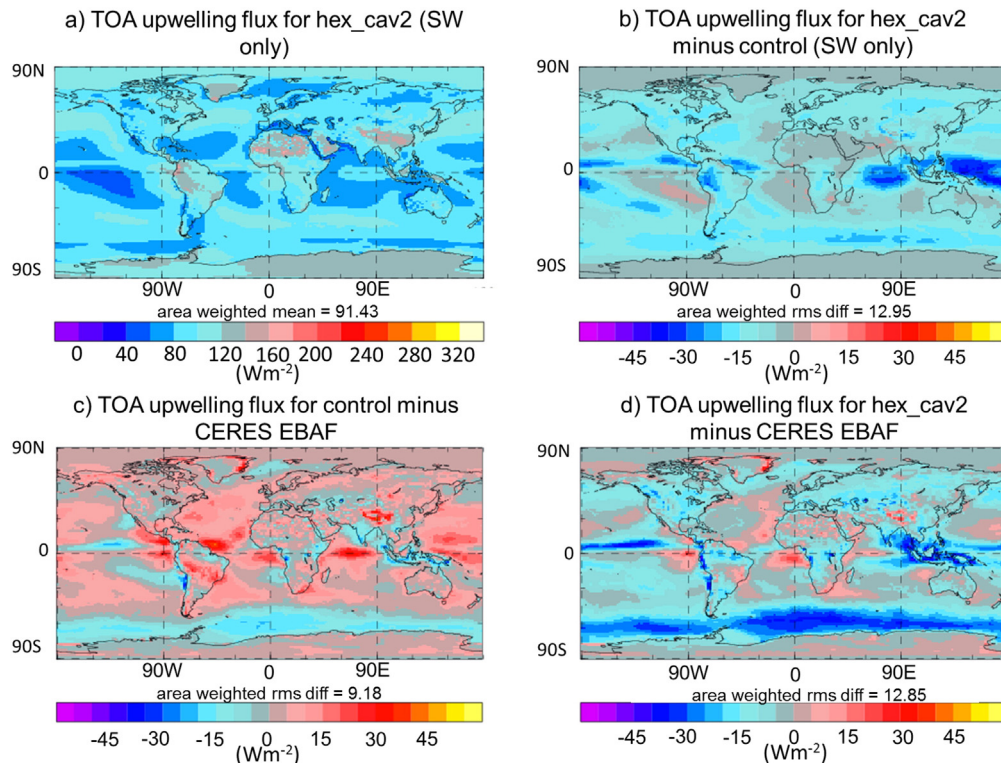 a) TOA upwelling flux for hex_cav2 (SW
only)
90N
0
90S
90W 0 90E
area weighted mean = 91.43
0 40 80 120 160 200 240 280 320
(Wm-2)
b) TOA upwelling flux for hex_cav2
minus control (SW only)
90N
0
90S
90W 0 90E
area weighted rms diff = 12.95
-45 -30 -15 0 15 30 45
(Wm-2)
c) TOA upwelling flux for control minus
CERES EBAF
90N
0
90S
90W 0 90E
area weighted rms diff = 9.18
-45 -30 -15 0 15 30 45
(Wm-2)
d) TOA upwelling flux for hex_cav2
minus CERES EBAF
90N
0
90S
90W 0 90E
area weighted rms diff = 12.85
-45 -30 -15 0 15 30 45
(Wm-2)